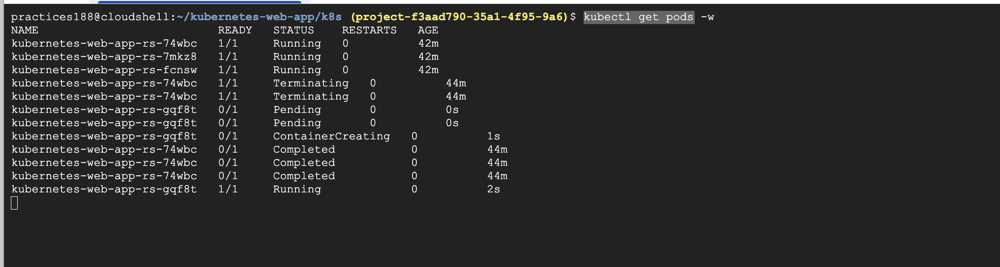 practices188@cloudshell:~/kubernetes-web-app/k8s (project-f3aad790-35a1-4f95-9a6)$ kubectl get pods -w
NAME                          READY   STATUS    RESTARTS   AGE
kubernetes-web-app-rs-74wbc   1/1     Running   0          42m
kubernetes-web-app-rs-7mkz8   1/1     Running   0          42m
kubernetes-web-app-rs-fcnsw   1/1     Running   0          42m
kubernetes-web-app-rs-74wbc   1/1     Terminating   0          44m
kubernetes-web-app-rs-74wbc   1/1     Terminating   0          44m
kubernetes-web-app-rs-gqf8t   0/1     Pending       0          0s
kubernetes-web-app-rs-gqf8t   0/1     Pending       0          0s
kubernetes-web-app-rs-gqf8t   0/1     ContainerCreating   0          1s
kubernetes-web-app-rs-74wbc   0/1     Completed           0          44m
kubernetes-web-app-rs-74wbc   0/1     Completed           0          44m
kubernetes-web-app-rs-74wbc   0/1     Completed           0          44m
kubernetes-web-app-rs-gqf8t   1/1     Running             0          2s